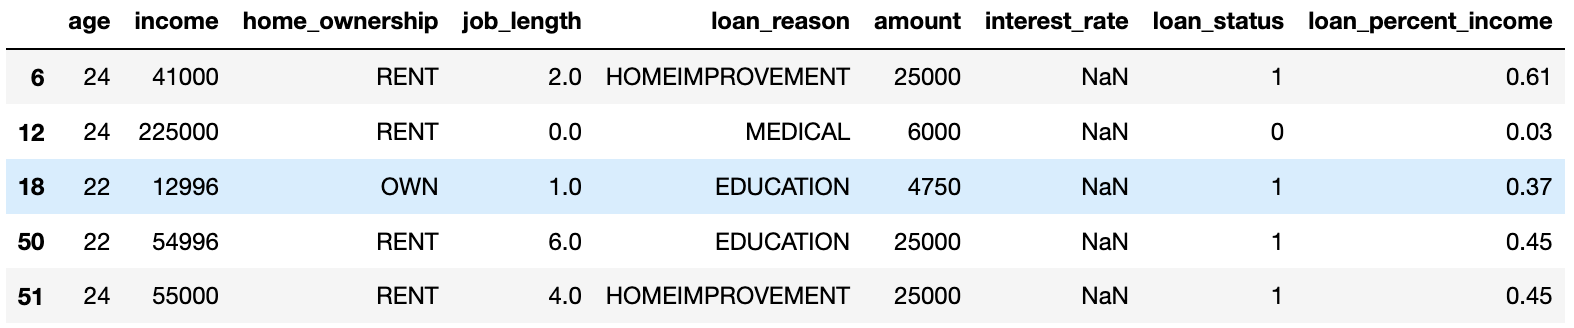 age income home_ownership job_length loan_reason amount interest_rate loan_status loan_percent_income
6 24 41000 RENT 2.0 HOMEIMPROVEMENT 25000 NaN 1 0.61
12 24 225000 RENT 0.0 MEDICAL 6000 NaN 0 0.03
18 22 12996 OWN 1.0 EDUCATION 4750 NaN 1 0.37
50 22 54996 RENT 6.0 EDUCATION 25000 NaN 1 0.45
51 24 55000 RENT 4.0 HOMEIMPROVEMENT 25000 NaN 1 0.45